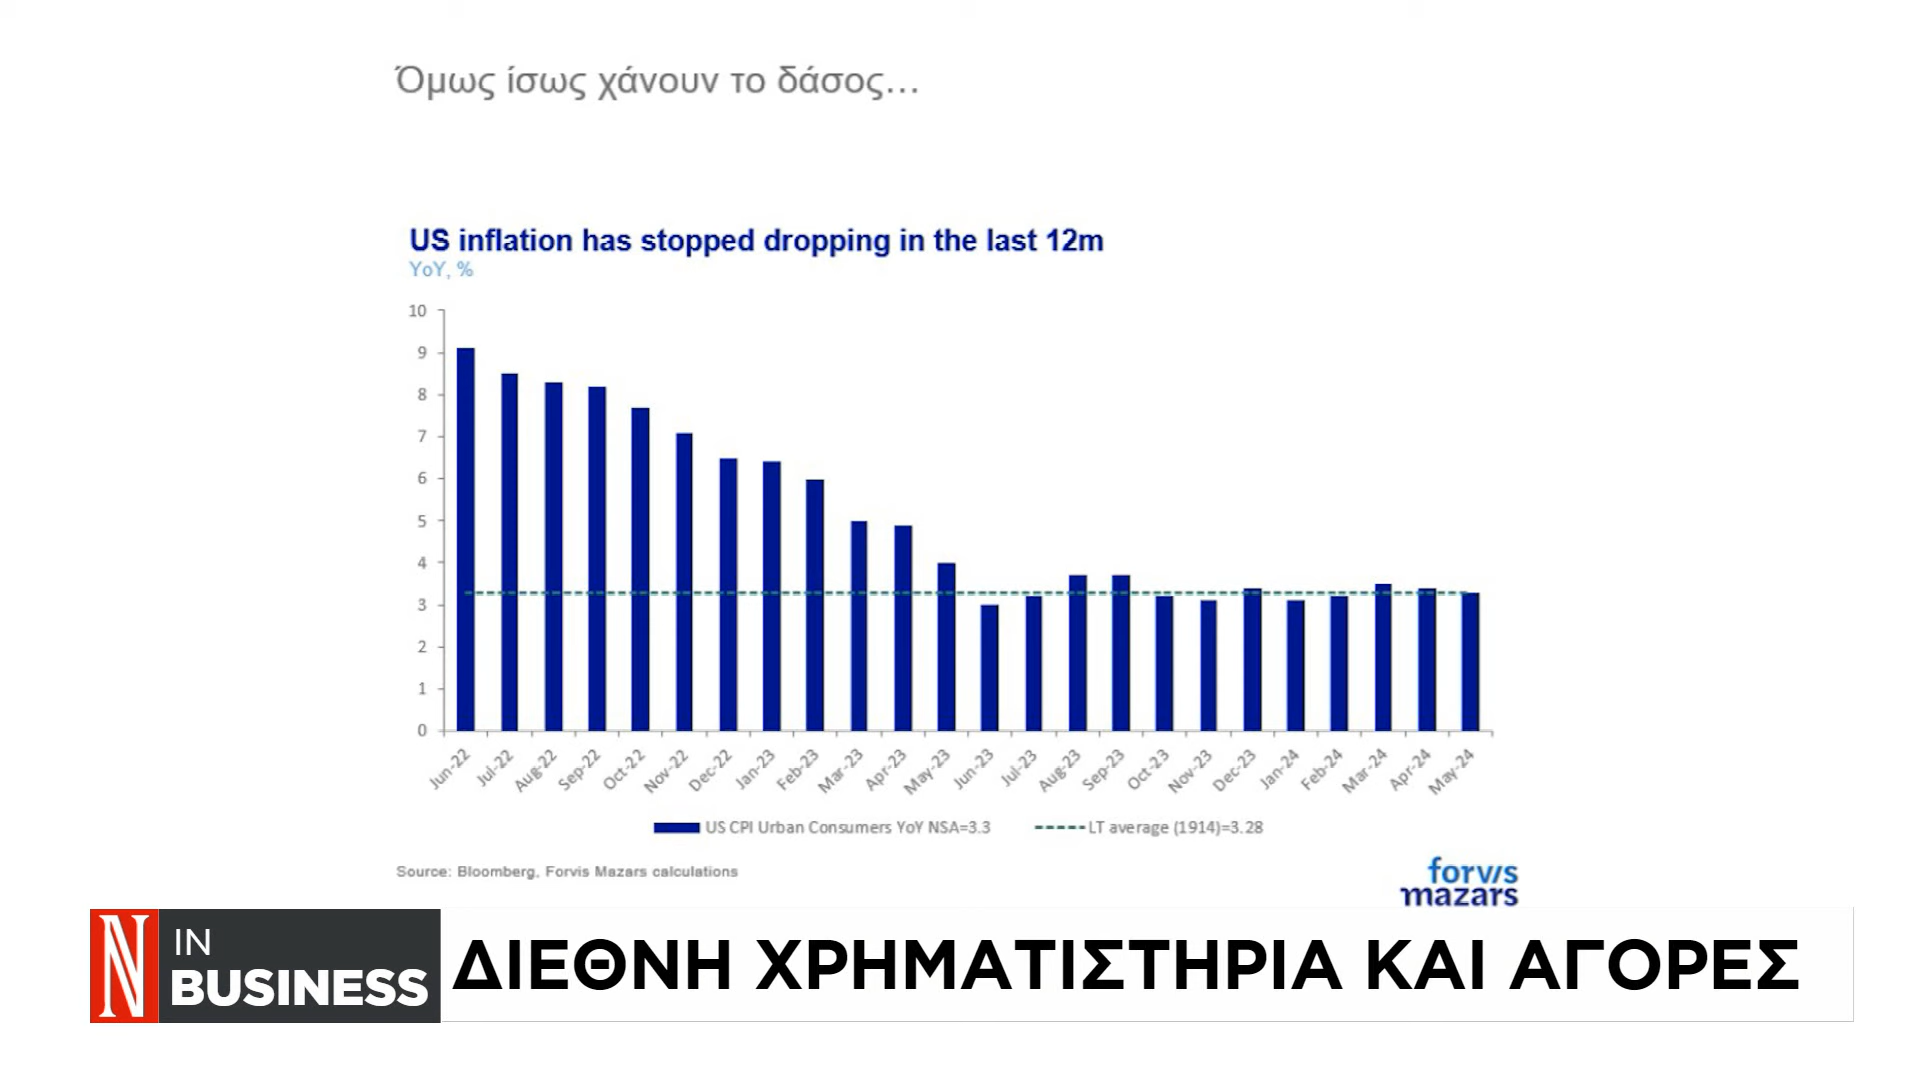 Όμως ίσως χάνουν το δάσος...
US inflation has stopped dropping in the last 12m
YoY, %
10
9
8
7
6
5
4
3
2
1
0
Jun-22 Jul-22 Aug-22 Sep-22 Oct-22 Nov-22 Dec-22 Jan-23 Feb-23 Mar-23 Apr-23 May-23 Jun-23 Jul-23 Aug-23 Sep-23 Oct-23 Nov-23 Dec-23 Jan-24 Feb-24 Mar-24 Apr-24 May-24
US CPI Urban Consumers YoY NSA=3.3 LT average (1914)=3.28
Source: Bloomberg, Forvis Mazars calculations
forvis
mazars
N IN
BUSINESS
ΔΙΕΘΝΗ ΧΡΗΜΑΤΙΣΤΗΡΙΑ ΚΑΙ ΑΓΟΡΕΣ